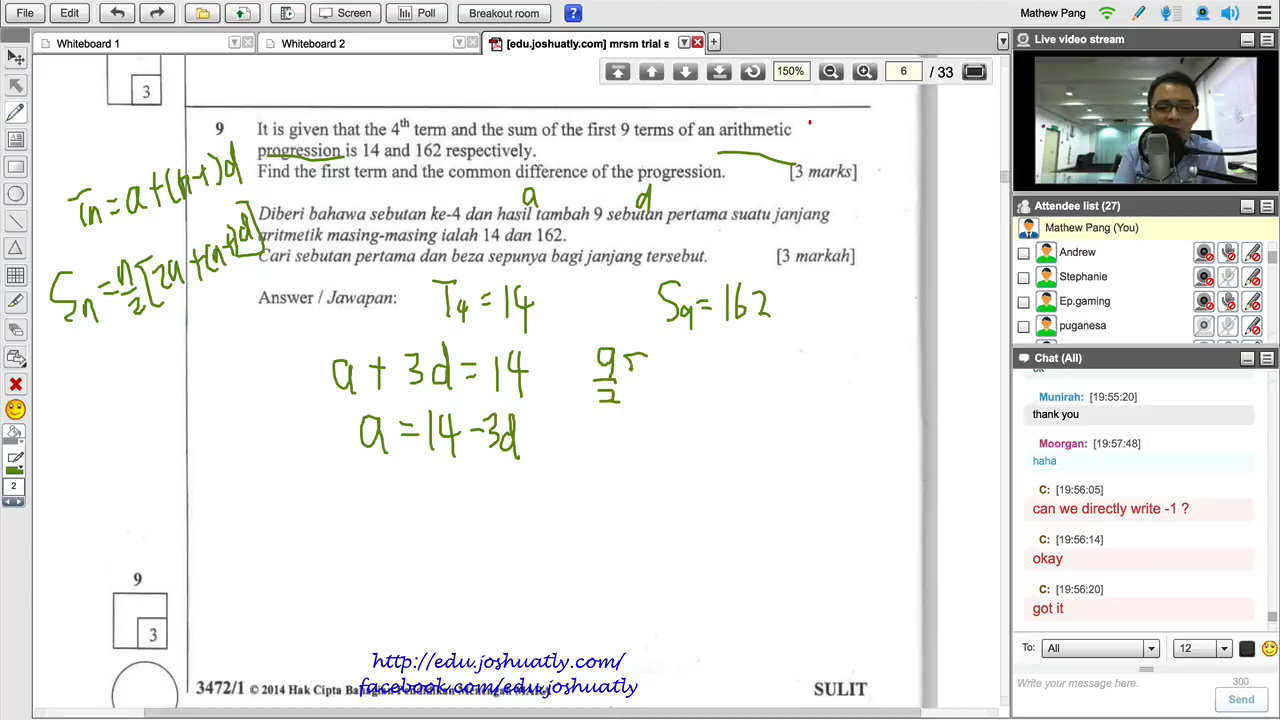 File Edit Screen Poll Breakout room ? Mathew Pang
Whiteboard 1 Whiteboard 2 [edu.joshuatly.com] mrsm trial s
150% 6 / 33
3
9 It is given that the 4th term and the sum of the first 9 terms of an arithmetic
progression is 14 and 162 respectively.
Find the first term and the common difference of the progression. [3 marks]
a d
Diberi bahawa sebutan ke-4 dan hasil tambah 9 sebutan pertama suatu janjang
aritmetik masing-masing ialah 14 dan 162.
Cari sebutan pertama dan beza sepunya bagi janjang tersebut. [3 markah]
Tn = a + (n-1)d
Sn = n/2 [2a + (n-1)d]
Answer / Jawapan: T4 = 14 S9 = 162
a + 3d = 14 9/2
a = 14 - 3d
9
3
http://edu.joshuatly.com/
3472/1 © 2014 Hak Cipta
facebook.com/edu.joshuatly
SULIT
2
Live video stream
Attendee list (27)
Mathew Pang (You)
Andrew
Stephanie
Ep.gaming
puganesa
Chat (All)
ok
Munirah: [19:55:20]
thank you
Moorgan: [19:57:48]
haha
C: [19:56:05]
can we directly write -1 ?
C: [19:56:14]
okay
C: [19:56:20]
got it
To: All 12
Write your message here. 300
Send